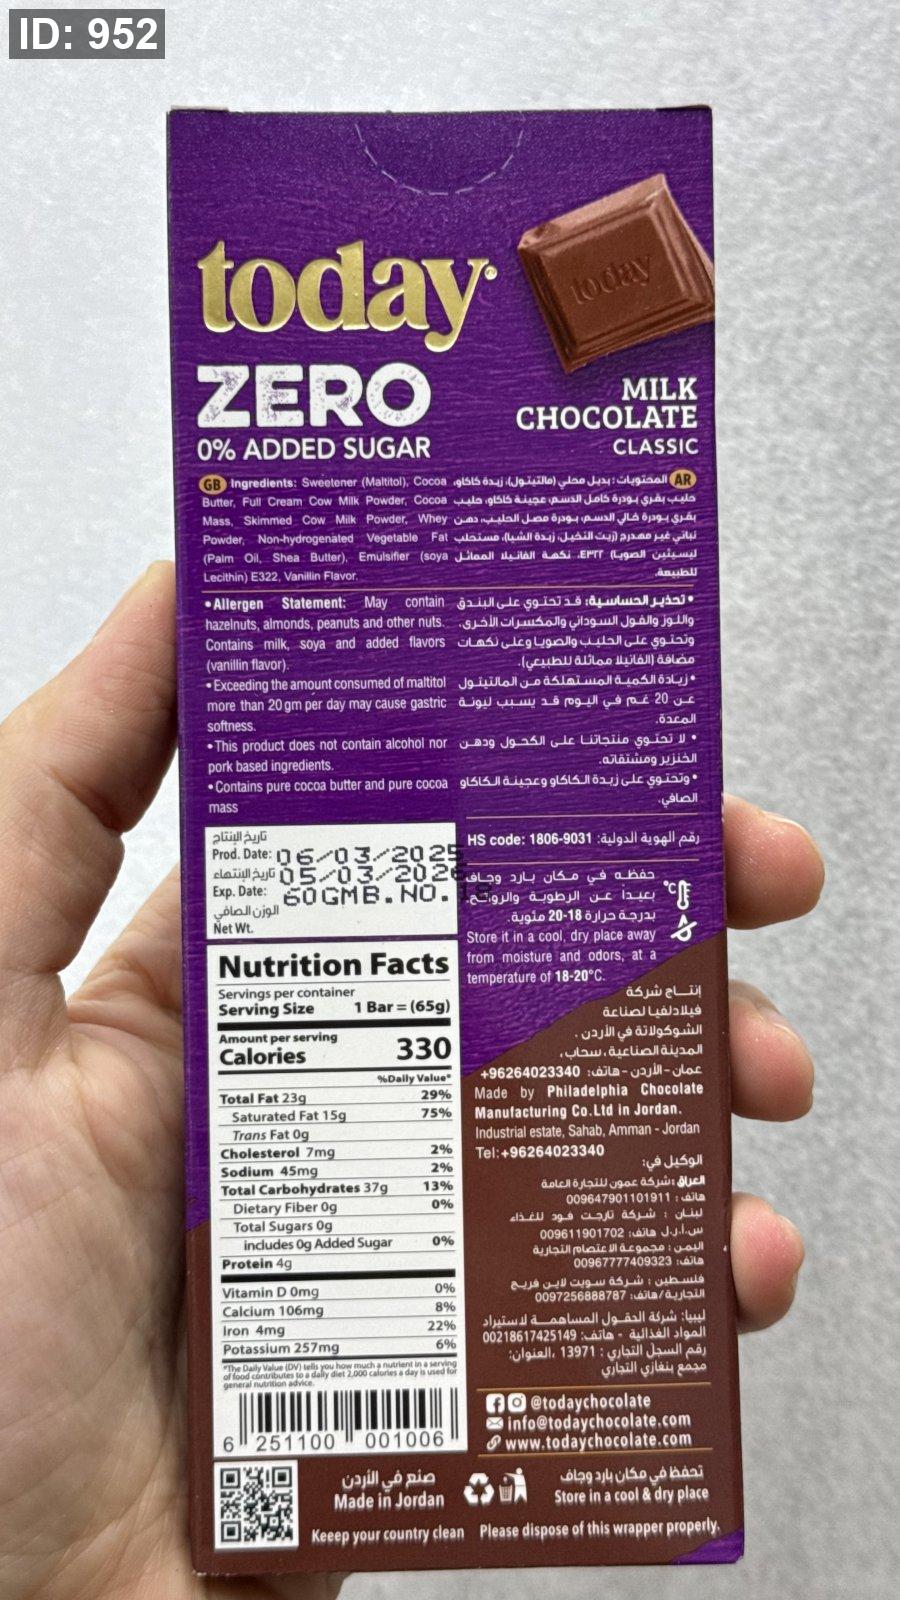 ID: 952
today
today
ZERO
0% ADDED SUGAR
MILK
CHOCOLATE
CLASSIC
GB Ingredients: Sweetener (Maltitol), Cocoa
Butter, Full Cream Cow Milk Powder, Cocoa
Mass, Skimmed Cow Milk Powder, Whey
Powder, Non-hydrogenated Vegetable Fat
(Palm Oil, Shea Butter), Emulsifier (soya
Lecithin) E322, Vanillin Flavor.
AR المحتويات: بديل محلي (مالتيتول)، زبدة كاكاو،
حليب بقري بودرة كامل الدسم، عجينة كاكاو، حليب
بقري بودرة خالي الدسم، بودرة مصل الحليب، دهن
نباتي غير مهدرج (زيت النخيل، زبدة الشيا)، مستحلب
ليسيثين الصويا) E٣٢٢، نكهة الفانيلا المماثل
للطبيعة.
• Allergen Statement: May contain
hazelnuts, almonds, peanuts and other nuts.
Contains milk, soya and added flavors
(vanillin flavor).
• Exceeding the amount consumed of maltitol
more than 20 gm per day may cause gastric
softness.
• This product does not contain alcohol nor
pork based ingredients.
• Contains pure cocoa butter and pure cocoa
mass
• تحذير الحساسية: قد تحتوي على البندق
واللوز والفول السوداني والمكسرات الأخرى.
وتحتوي على الحليب والصويا وعلى نكهات
مضافة (الفانيلا مماثلة للطبيعي).
• زيادة الكمية المستهلكة من المالتيتول
عن 20 غم في اليوم قد يسبب ليونة
المعدة.
• لا تحتوي منتجاتنا على الكحول ودهن
الخنزير ومشتقاته.
• وتحتوي على زبدة الكاكاو وعجينة الكاكاو
الصافي.
تاريخ الإنتاج
Prod. Date: 06/03/2025
تاريخ الإنتهاء 05/03/2026
Exp. Date: 60GMB.NO.18
الوزن الصافي
Net Wt.
رقم الهوية الدولية: HS code: 1806-9031
حفظه في مكان بارد وجاف
بعيداً عن الرطوبة والروائح.
بدرجة حرارة 18-20 مئوية.
°C
Store it in a cool, dry place away
from moisture and odors, at a
temperature of 18-20°C.
Nutrition Facts
Servings per container
Serving Size 1 Bar = (65g)
Amount per serving
Calories 330
%Daily Value*
Total Fat 23g 29%
Saturated Fat 15g 75%
Trans Fat 0g
Cholesterol 7mg 2%
Sodium 45mg 2%
Total Carbohydrates 37g 13%
Dietary Fiber 0g 0%
Total Sugars 0g
includes 0g Added Sugar 0%
Protein 4g
Vitamin D 0mg 0%
Calcium 106mg 8%
Iron 4mg 22%
Potassium 257mg 6%
*The Daily Value (DV) tells you how much a nutrient in a serving
of food contributes to a daily diet 2,000 calories a day is used for
general nutrition advice.
6 251100 001006
إنتاج شركة
فيلادلفيا لصناعة
الشوكولاتة في الأردن .
المدينة الصناعية، سحاب،
عمان - الأردن - هاتف: 96264023340+
Made by Philadelphia Chocolate
Manufacturing Co.Ltd in Jordan.
Industrial estate, Sahab, Amman - Jordan
Tel:+96264023340
الوكيل في:
العراق :شركة عمون للتجارة العامة
هاتف : 009647901101911
لبنان : شركة تارجت فود للغذاء
س.أ.ر.ل هاتف: 009611901702
اليمن : مجموعة الاعتصام التجارية
هاتف: 00967777409323
فلسطين : شركة سويت لاين فريج
التجارية /هاتف: 0097256888787
ليبيا: شركة الحقول المساهمة لاستيراد
المواد الغذائية - هاتف: 00218617425149
رقم السجل التجاري : 13971 ،العنوان:
مجمع بنغازي التجاري
@todaychocolate
info@todaychocolate.com
www.todaychocolate.com
صنع في الأردن
Made in Jordan
تحفظ في مكان بارد وجاف
Store in a cool & dry place
Keeep your country clean Please dispose of this wrapper properly.